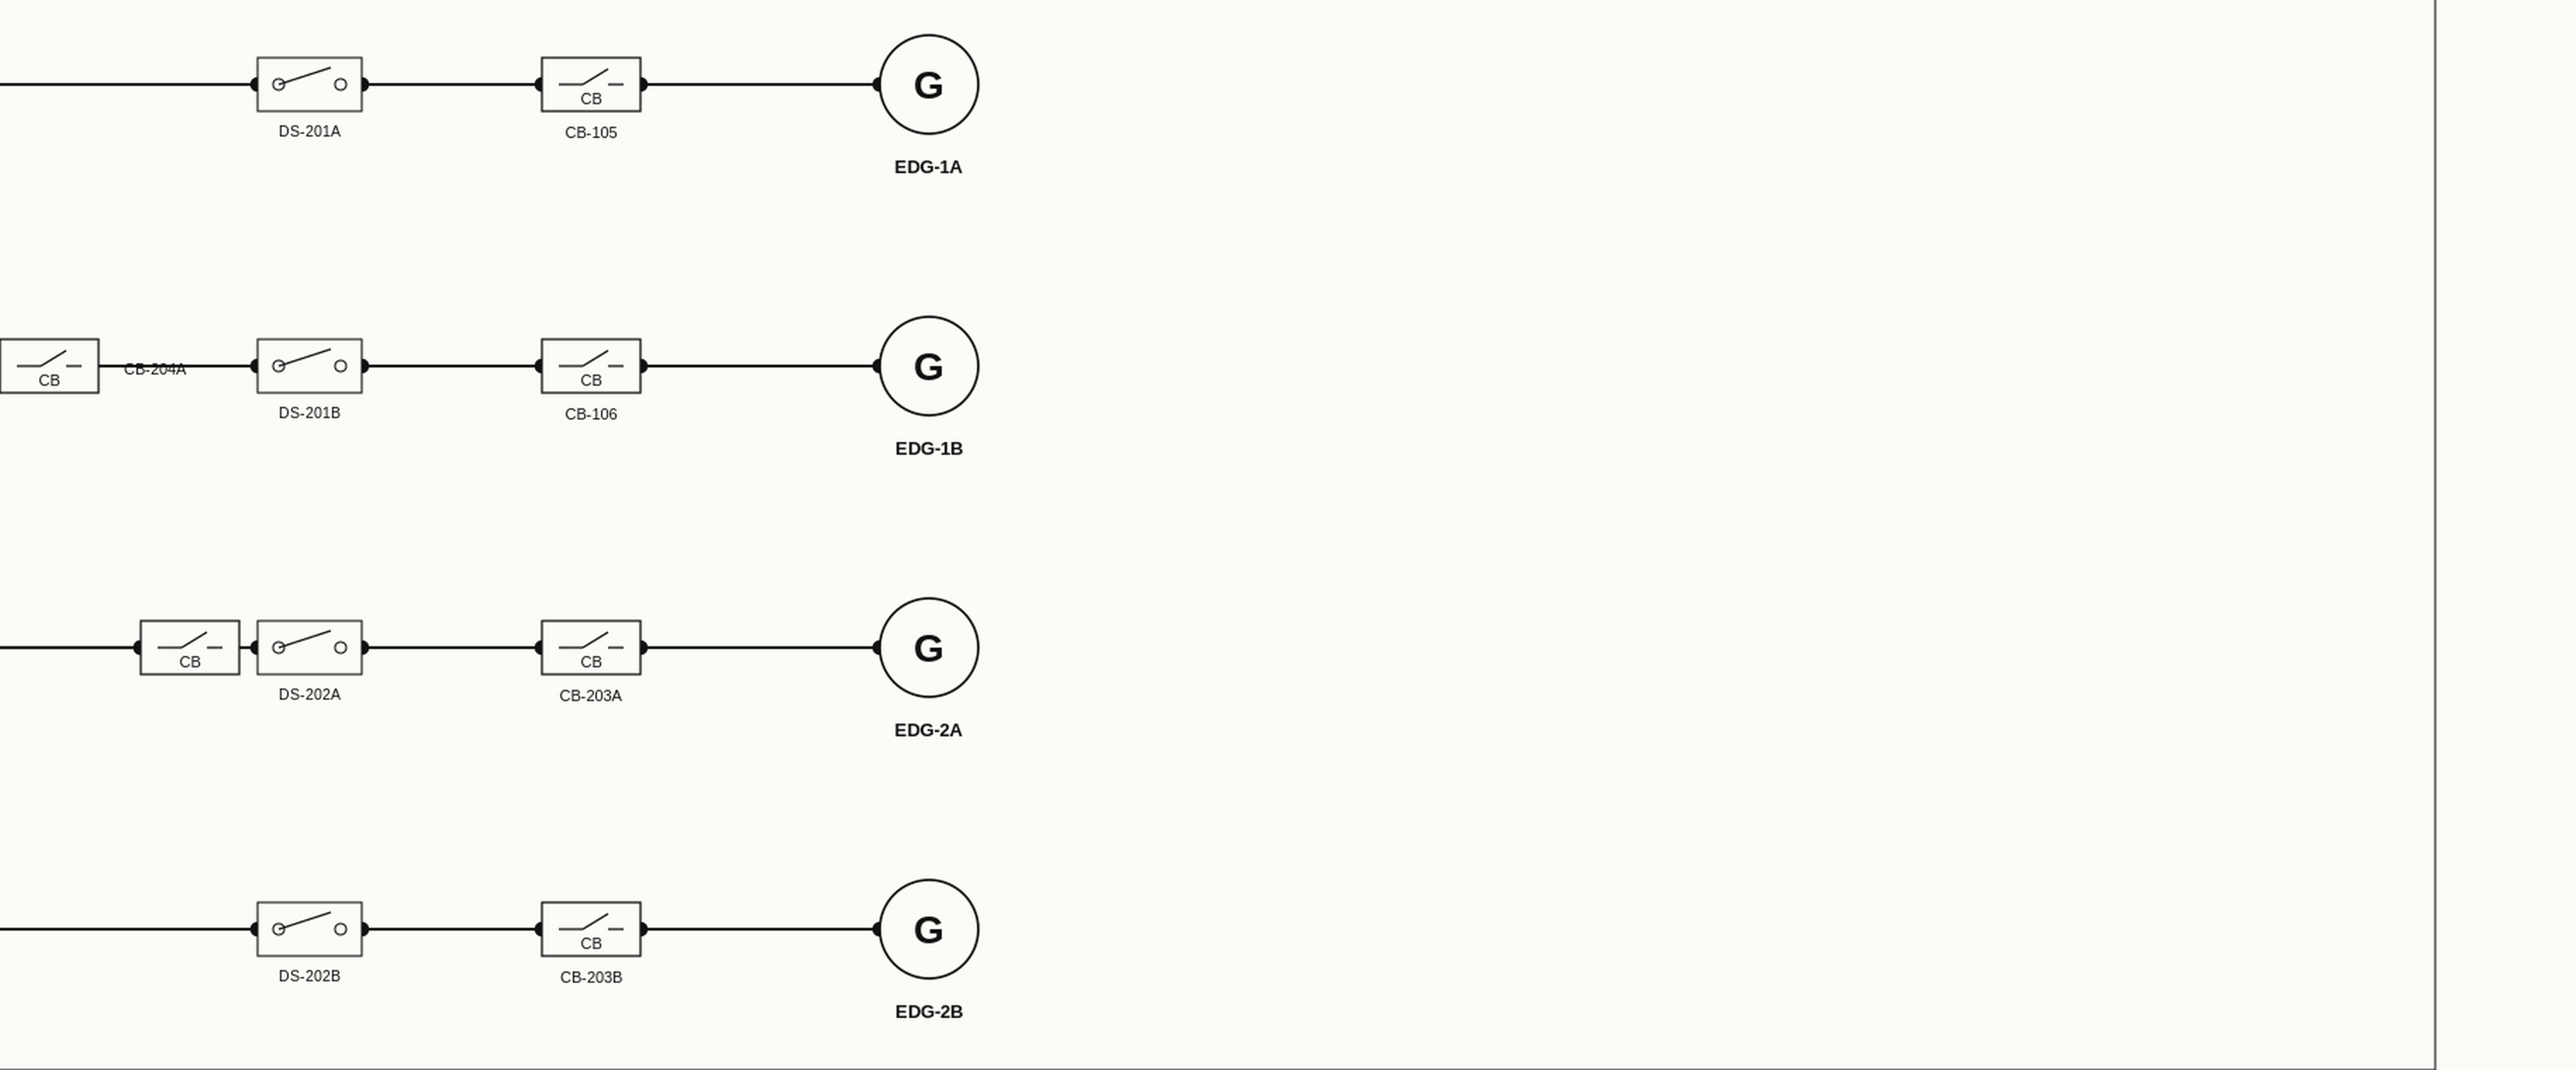 G
CB
DS-201A
CB-105
EDG-1A
G
CB-204A
CB
CB
DS-201B
CB-106
EDG-1B
G
CB
CB
DS-202A
CB-203A
EDG-2A
G
CB
DS-202B
CB-203B
EDG-2B